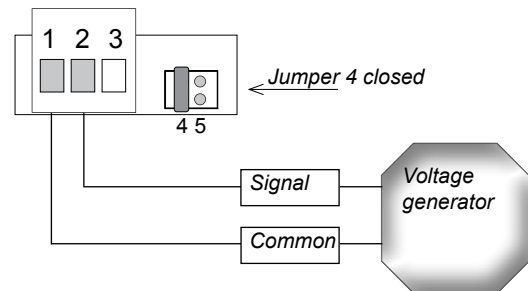 1 2 3
Jumper 4 closed
4 5
Signal
Voltage
generator
Common